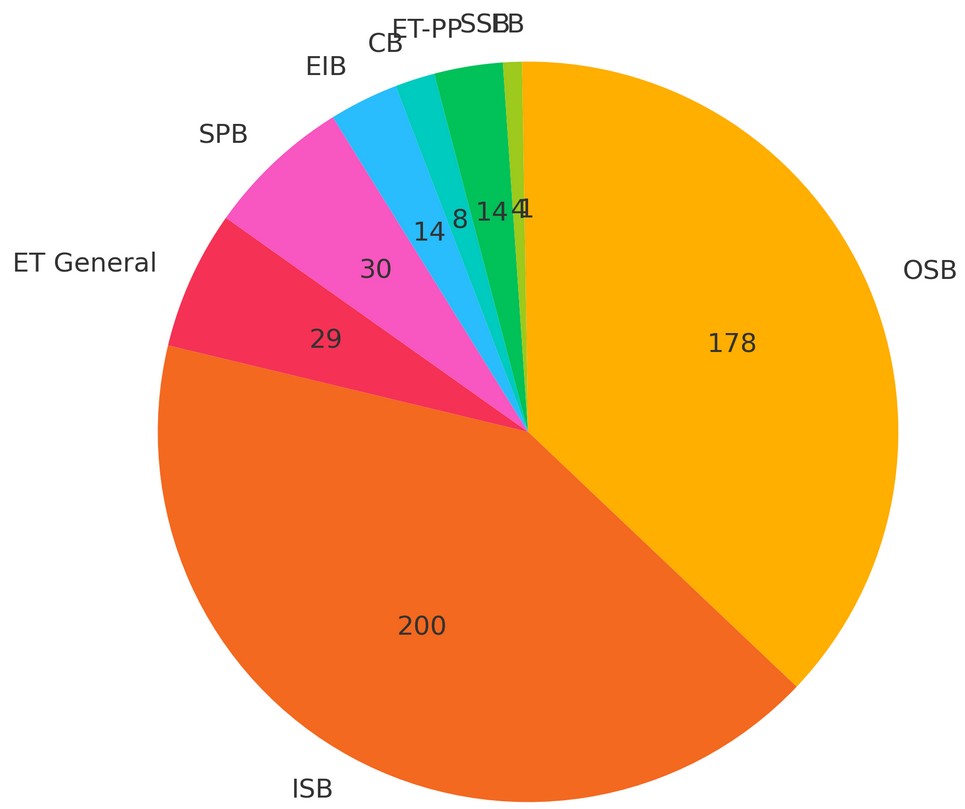 ET-PP
SSB
CB
EIB
SPB
ET General
OSB
ISB
178
200
29
30
14
8
14
4
1